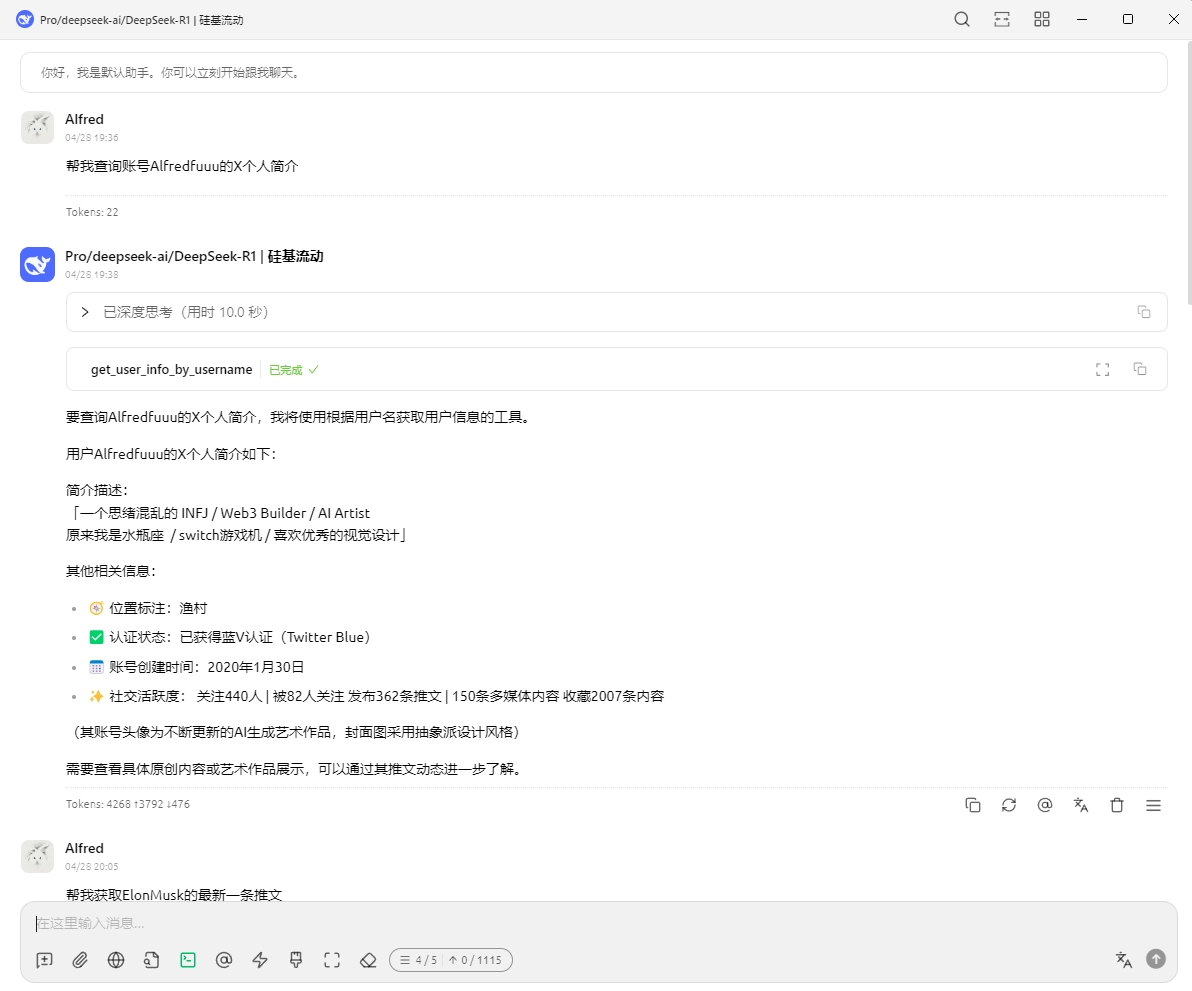 Pro/deepseek-ai/DeepSeek-R1 | 硅基流动
你好，我是默认助手。你可以立刻开始跟我聊天。
Alfred
04/28 19:36
帮我查询账号Alfredfuuu的X个人简介
Tokens: 22
Pro/deepseek-ai/DeepSeek-R1 | 硅基流动
04/28 19:38
已深度思考（用时 10.0 秒）
get_user_info_by_username 已完成
要查询Alfredfuuu的X个人简介，我将使用根据用户名获取用户信息的工具。
用户Alfredfuuu的X个人简介如下：
简介描述：
「一个思绪混乱的 INFJ / Web3 Builder / AI Artist
原来我是水瓶座 / switch游戏机 / 喜欢优秀的视觉设计」
其他相关信息：
• 🧭 位置标注：渔村
• ✅ 认证状态：已获得蓝V认证（Twitter Blue）
• 📅 账号创建时间：2020年1月30日
• ✨ 社交活跃度： 关注440人 | 被82人关注 发布362条推文 | 150条多媒体内容 收藏2007条内容
（其账号头像为不断更新的AI生成艺术作品，封面图采用抽象派设计风格）
需要查看具体原创内容或艺术作品展示，可以通过其推文动态进一步了解。
Tokens: 4268 ↑3792 ↓476
Alfred
04/28 20:05
帮我获取ElonMusk的最新一条推文
在这里输入消息...
4 / 5 ↑ 0 / 1115